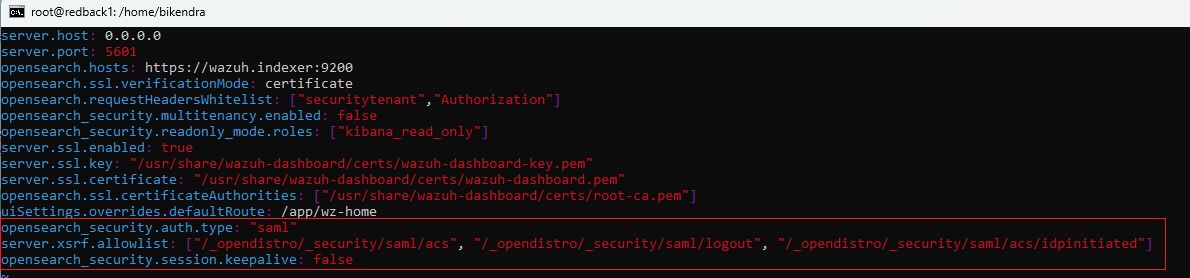 root@redback1: /home/bikendra
server.host: 0.0.0.0
server.port: 5601
opensearch.hosts: https://wazuh.indexer:9200
opensearch.ssl.verificationMode: certificate
opensearch.requestHeadersWhitelist: ["securitytenant","Authorization"]
opensearch_security.multitenancy.enabled: false
opensearch_security.readonly_mode.roles: ["kibana_read_only"]
server.ssl.enabled: true
server.ssl.key: "/usr/share/wazuh-dashboard/certs/wazuh-dashboard-key.pem"
server.ssl.certificate: "/usr/share/wazuh-dashboard/certs/wazuh-dashboard.pem"
opensearch.ssl.certificateAuthorities: ["/usr/share/wazuh-dashboard/certs/root-ca.pem"]
uiSettings.overrides.defaultRoute: /app/wz-home
opensearch_security.auth.type: "saml"
server.xsrf.allowlist: ["/_opendistro/_security/saml/acs", "/_opendistro/_security/saml/logout", "/_opendistro/_security/saml/acs/idpinitiated"]
opensearch_security.session.keepalive: false
~